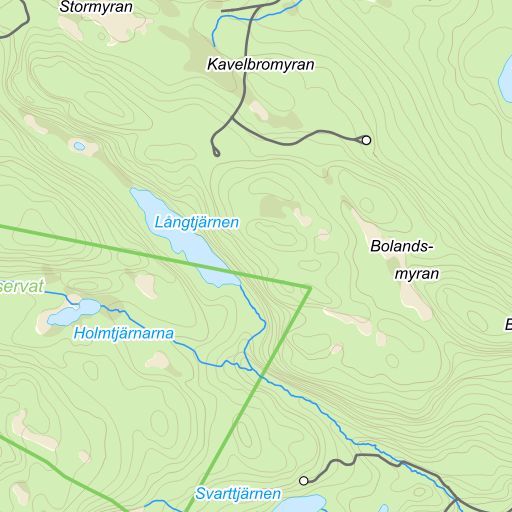 Stormyran
Kavelbromyran
Långtjärnen
Bolands-
myran
servat
Holmtjärnarna
B
Svarttjärnen